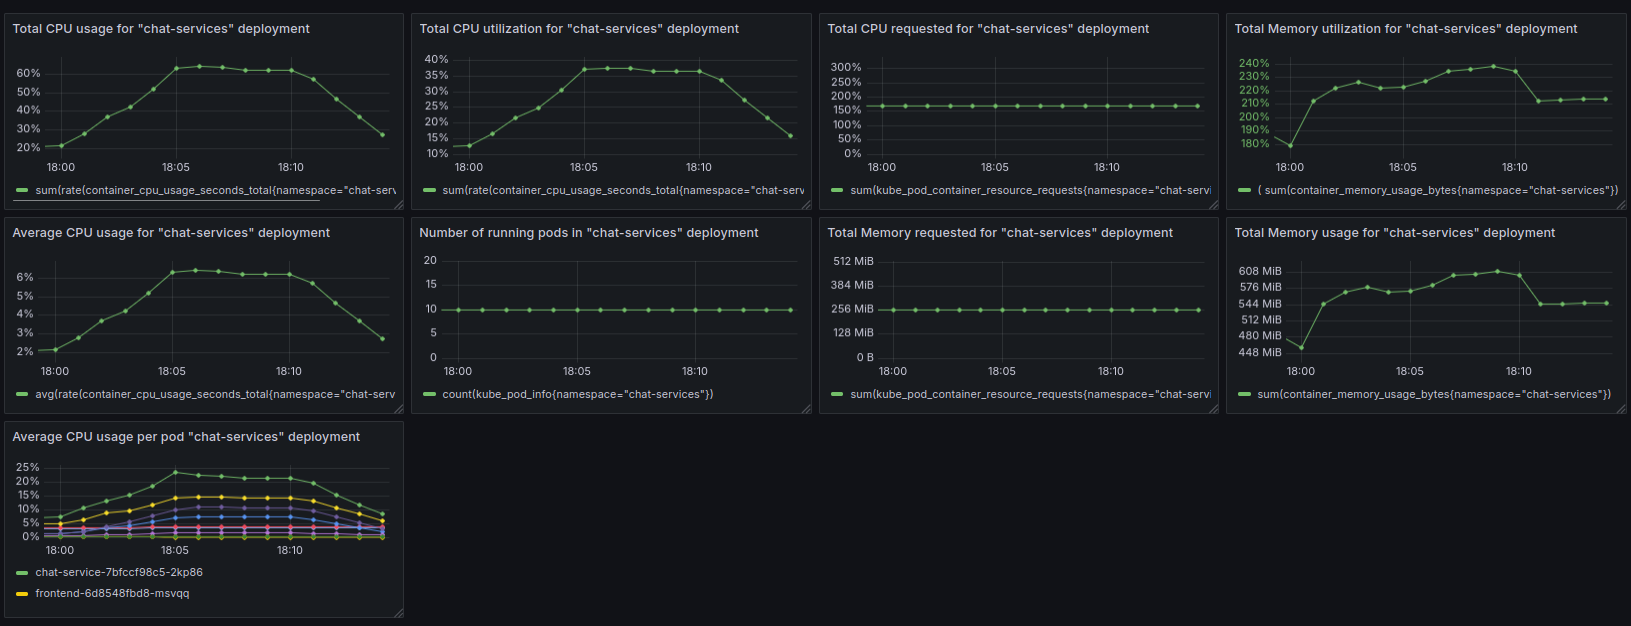 Total CPU usage for "chat-services" deployment
60%
50%
40%
30%
20%
18:00 18:05 18:10
sum(rate(container_cpu_usage_seconds_total{namespace="chat-serv
Total CPU utilization for "chat-services" deployment
40%
35%
30%
25%
20%
15%
10%
18:00 18:05 18:10
sum(rate(container_cpu_usage_seconds_total{namespace="chat-serv
Total CPU requested for "chat-services" deployment
300%
250%
200%
150%
100%
50%
0%
18:00 18:05 18:10
sum(kube_pod_container_resource_requests{namespace="chat-servi
Total Memory utilization for "chat-services" deployment
240%
230%
220%
210%
200%
190%
180%
18:00 18:05 18:10
( sum(container_memory_usage_bytes{namespace="chat-services"})
Average CPU usage for "chat-services" deployment
6%
5%
4%
3%
2%
18:00 18:05 18:10
avg(rate(container_cpu_usage_seconds_total{namespace="chat-serv
Number of running pods in "chat-services" deployment
20
15
10
5
0
18:00 18:05 18:10
count(kube_pod_info{namespace="chat-services"})
Total Memory requested for "chat-services" deployment
512 MiB
384 MiB
256 MiB
128 MiB
0 B
18:00 18:05 18:10
sum(kube_pod_container_resource_requests{namespace="chat-servi
Total Memory usage for "chat-services" deployment
608 MiB
576 MiB
544 MiB
512 MiB
480 MiB
448 MiB
18:00 18:05 18:10
sum(container_memory_usage_bytes{namespace="chat-services"})
Average CPU usage per pod "chat-services" deployment
25%
20%
15%
10%
5%
0%
18:00 18:05 18:10
chat-service-7bfccf98c5-2kp86
frontend-6d8548fbd8-msvqq